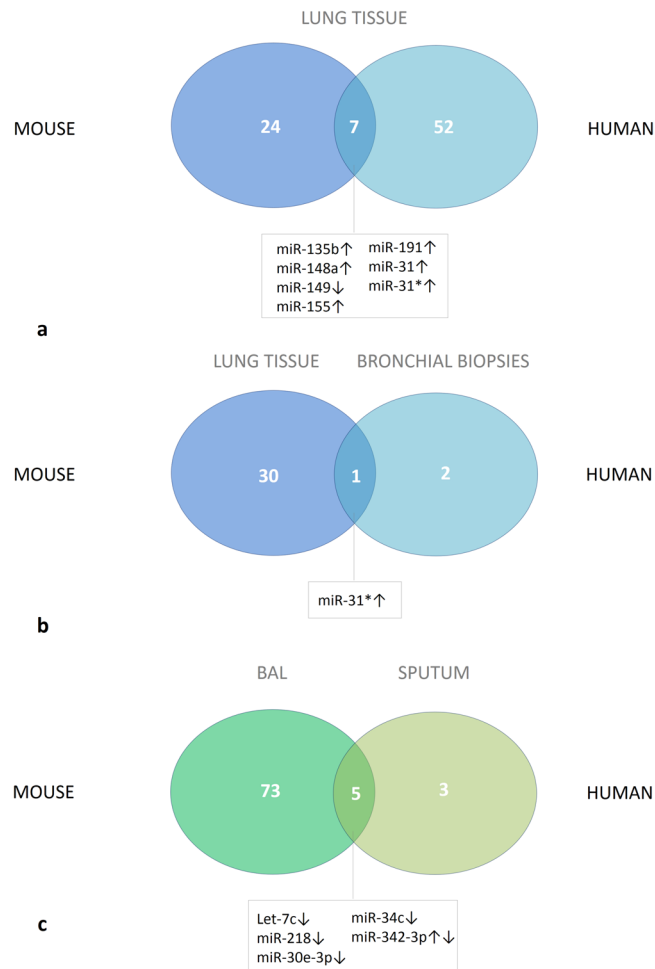 LUNG TISSUE
MOUSE 24 7 52 HUMAN
miR-135b↑ miR-191↑
miR-148a↑ miR-31↑
miR-149↓ miR-31*↑
miR-155↑
a
LUNG TISSUE BRONCHIAL BIOPSIES
MOUSE 30 1 2 HUMAN
miR-31*↑
b
BAL SPUTUM
MOUSE 73 5 3 HUMAN
Let-7c↓ miR-34c↓
miR-218↓ miR-342-3p↑↓
miR-30e-3p↓
c